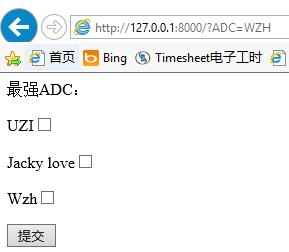 http://127.0.0.1:8000/?ADC=WZH
首页 Bing Timesheet电子工时
最强ADC：
UZI
Jacky love
Wzh
提交